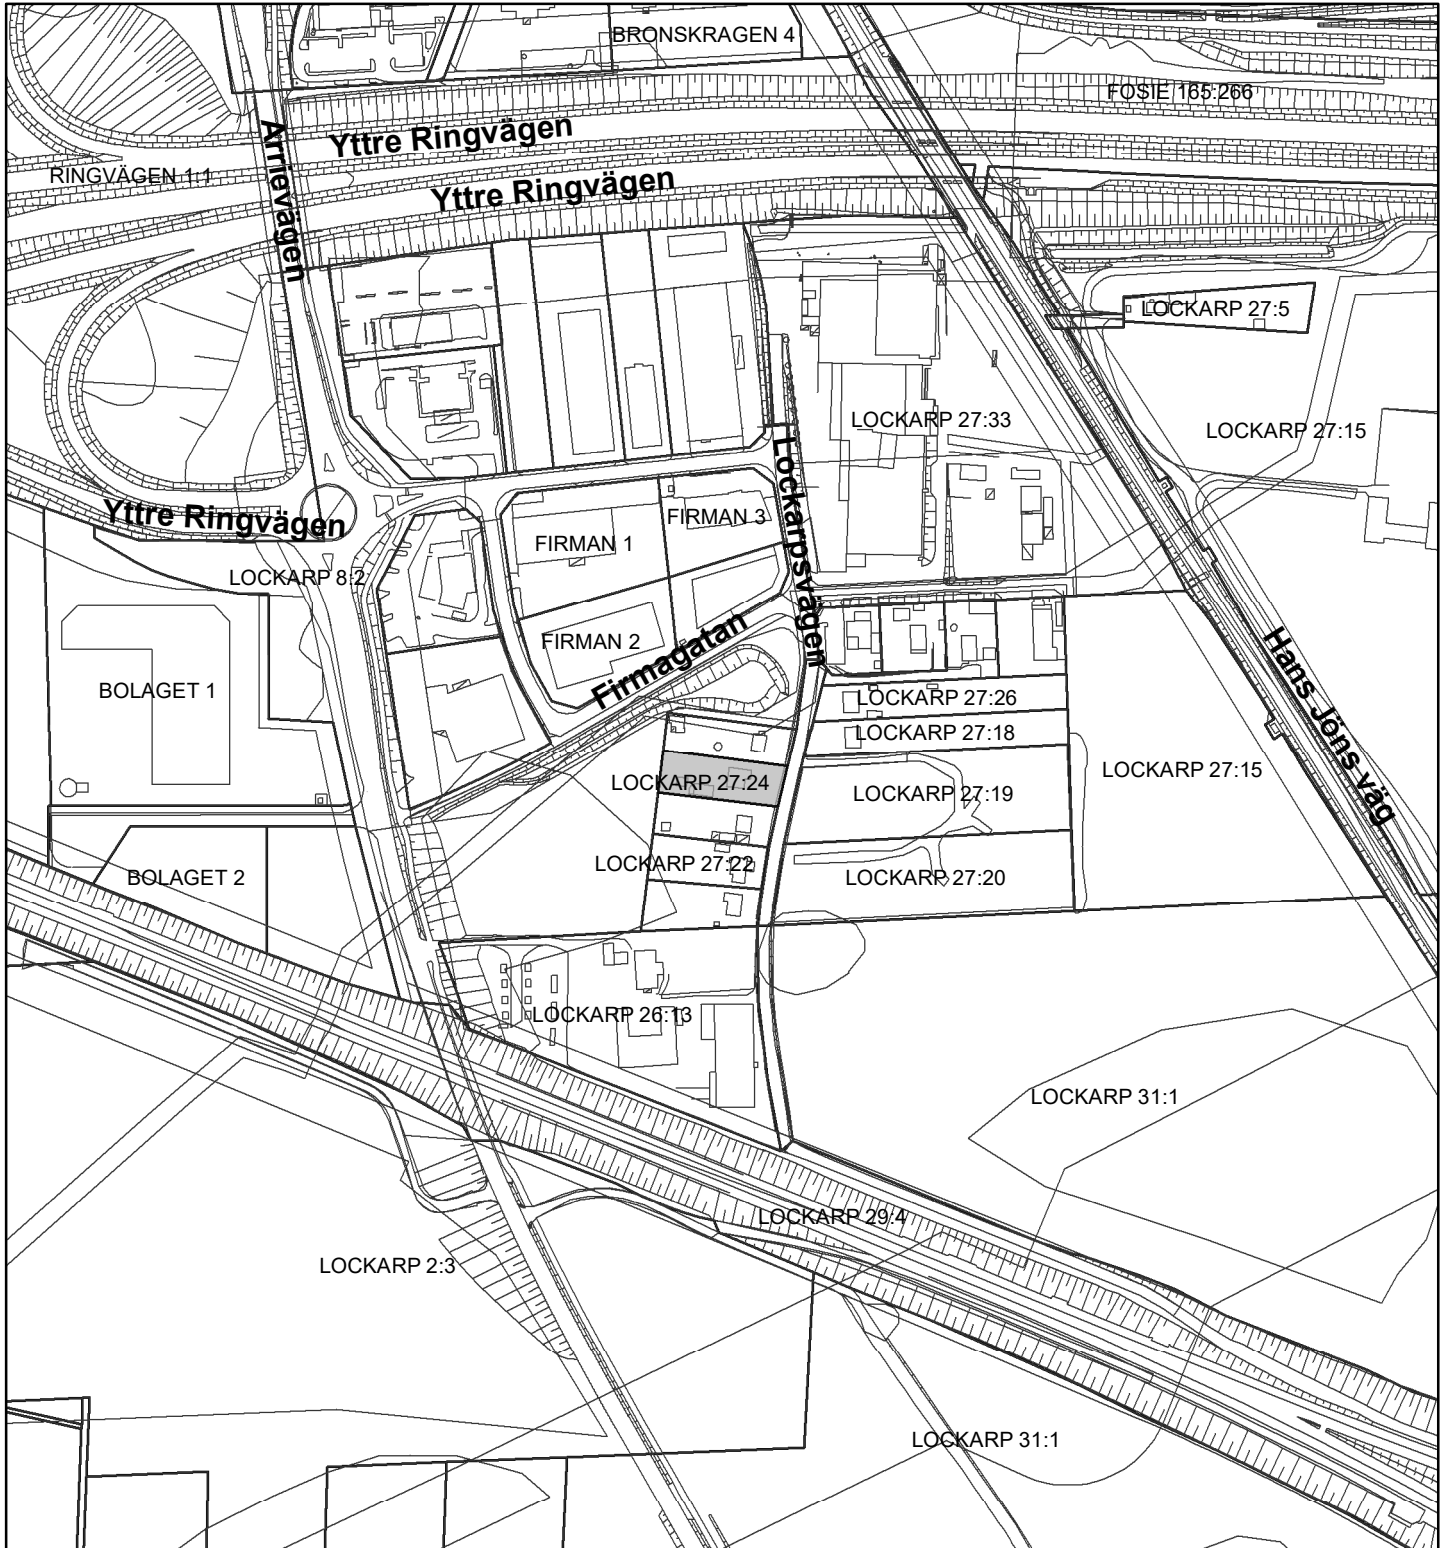 BRONSKRAGEN 4
FOSIE 165:266
Yttre Ringvägen
Arrievägen
RINGVÄGEN 1:1
Yttre Ringvägen
LOCKARP 27:5
LOCKARP 27:33
LOCKARP 27:15
Lockarpsvägen
Yttre Ringvägen
FIRMAN 3
FIRMAN 1
LOCKARP 8:2
FIRMAN 2
Firmagatan
Hans Jöns väg
BOLAGET 1
LOCKARP 27:26
LOCKARP 27:18
LOCKARP 27:15
LOCKARP 27:24
LOCKARP 27:19
LOCKARP 27:22
BOLAGET 2
LOCKARP 27:20
LOCKARP 26:13
LOCKARP 31:1
LOCKARP 29:4
LOCKARP 2:3
LOCKARP 31:1